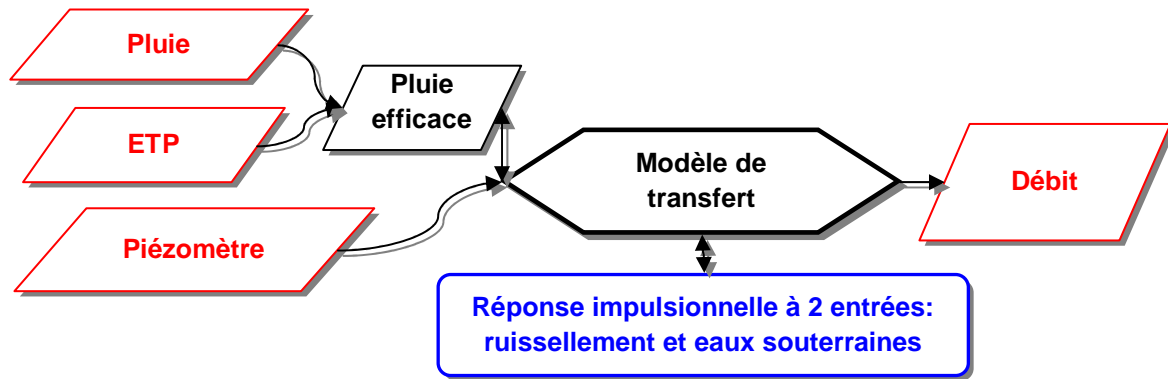 Pluie
Pluie
efficace
ETP
Modèle de
transfert
Débit
Piézomètre
Réponse impulsionnelle à 2 entrées:
ruissellement et eaux souterraines